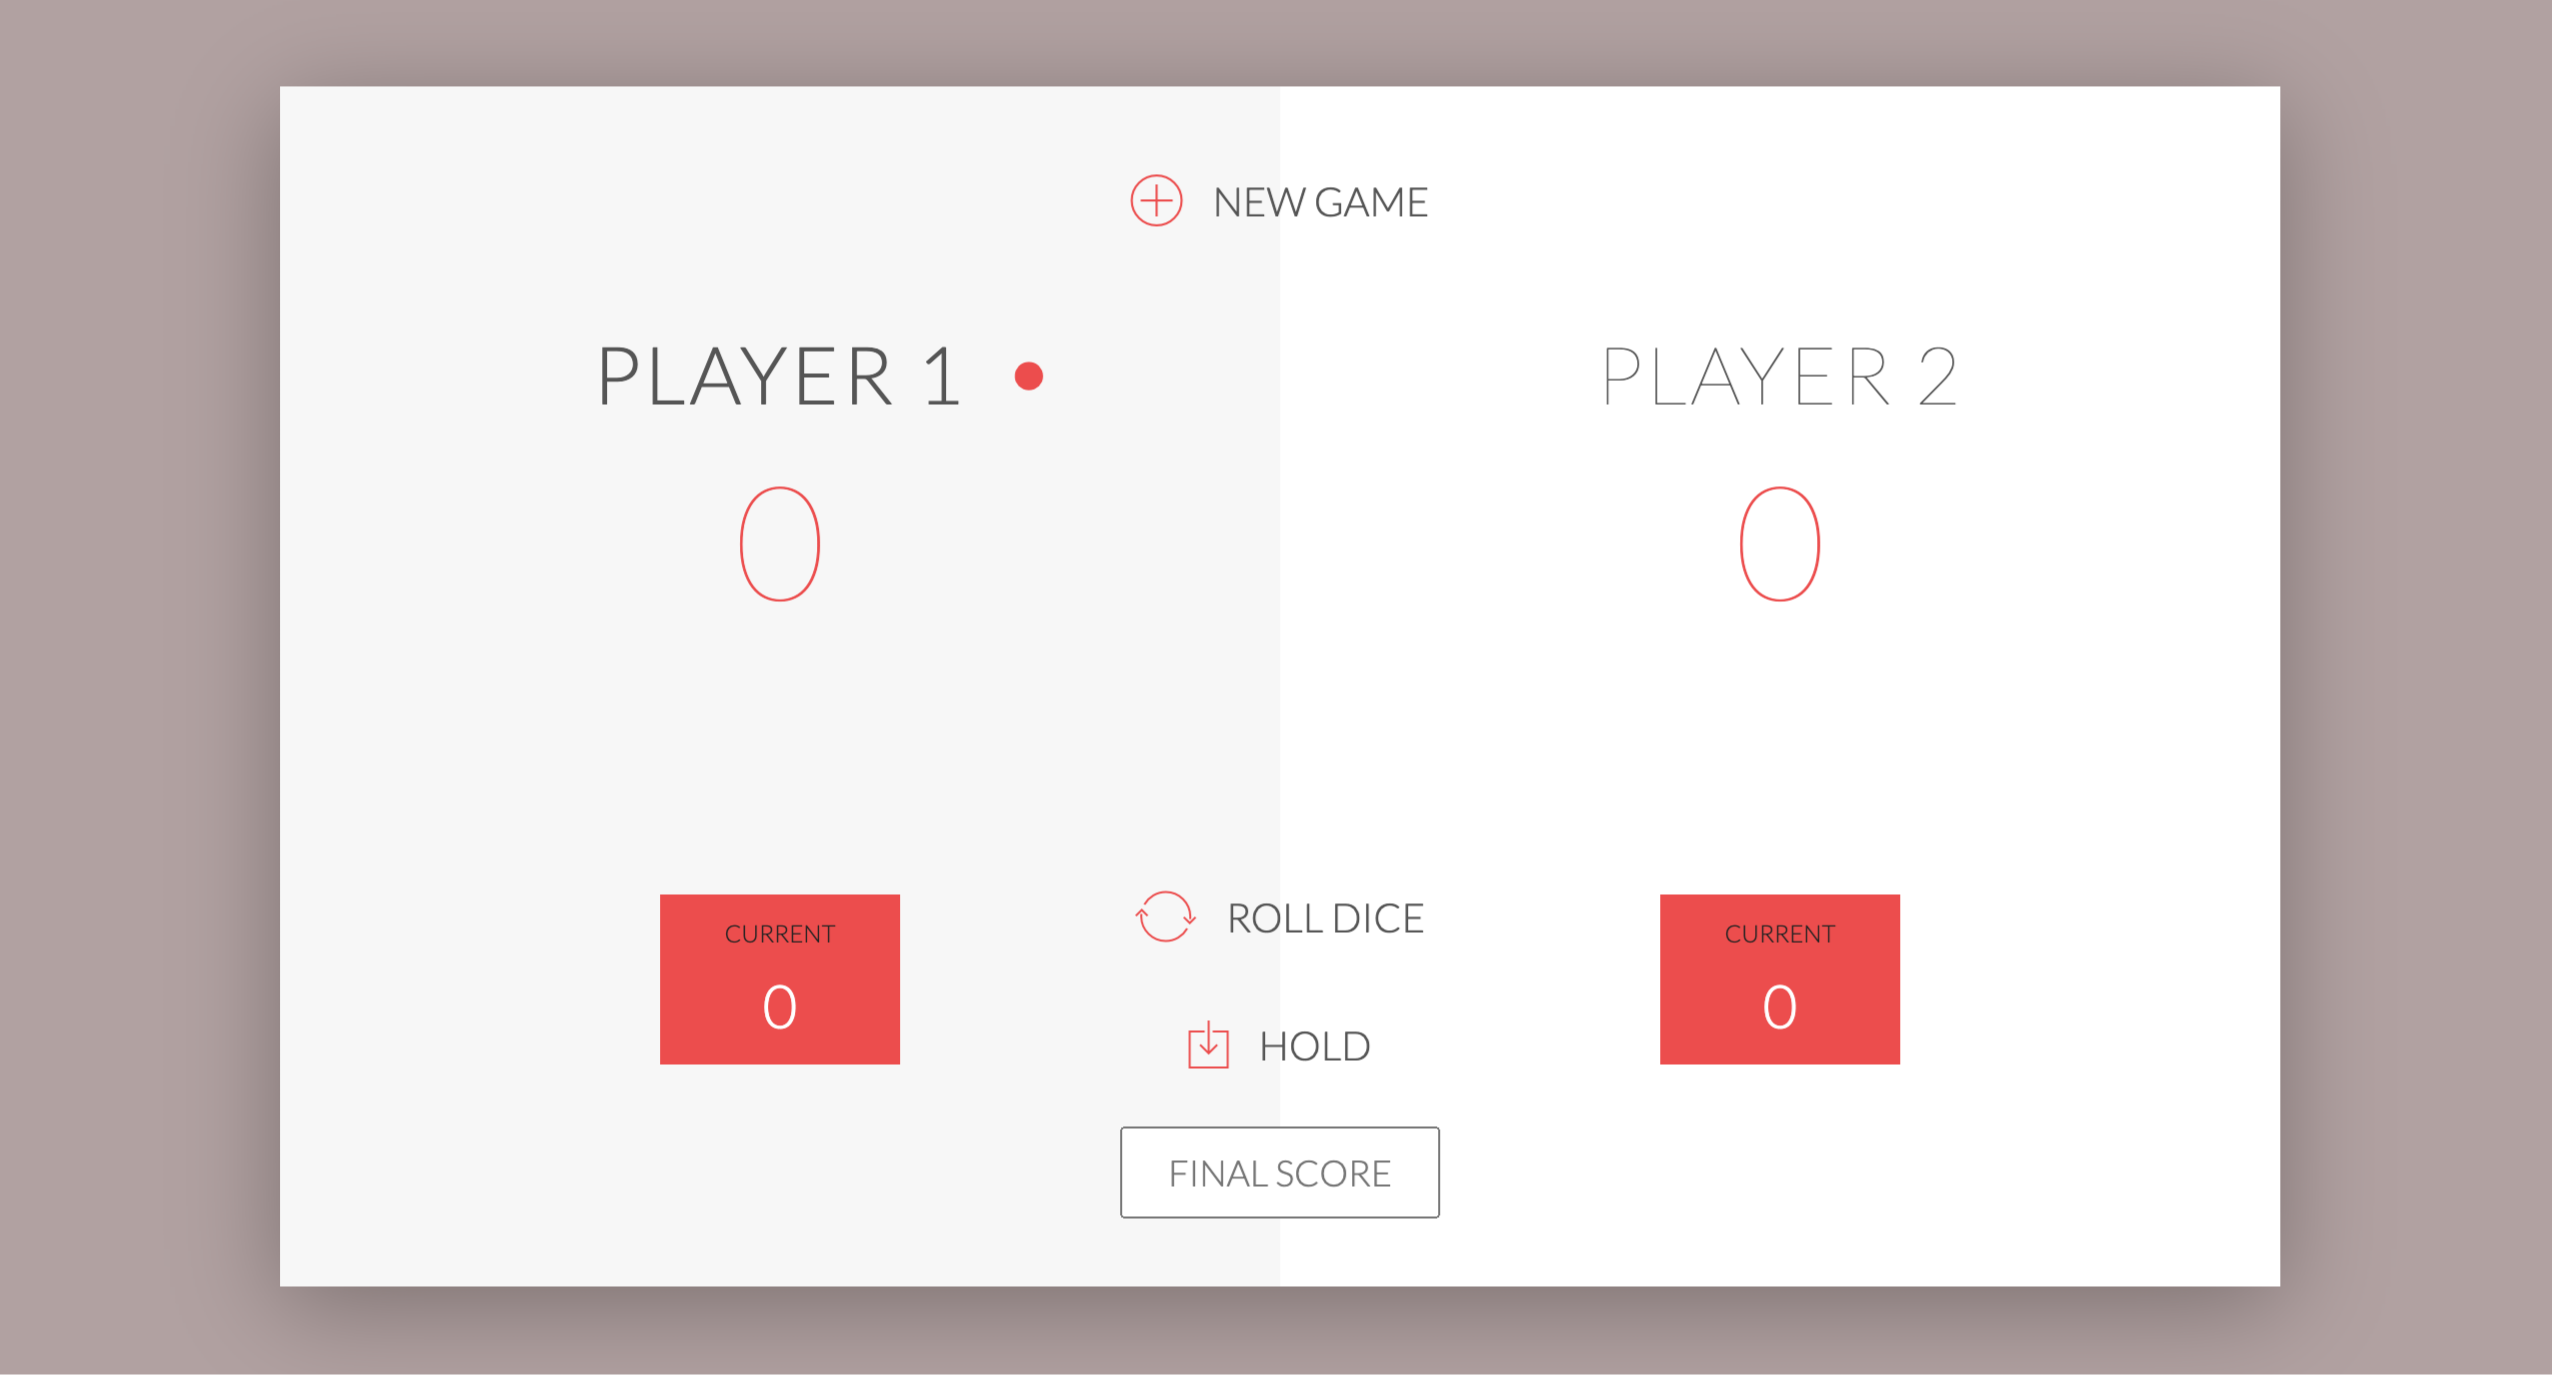 NEW GAME
PLAYER 1
0
PLAYER 2
0
CURRENT
0
ROLL DICE
HOLD
FINAL SCORE
CURRENT
0